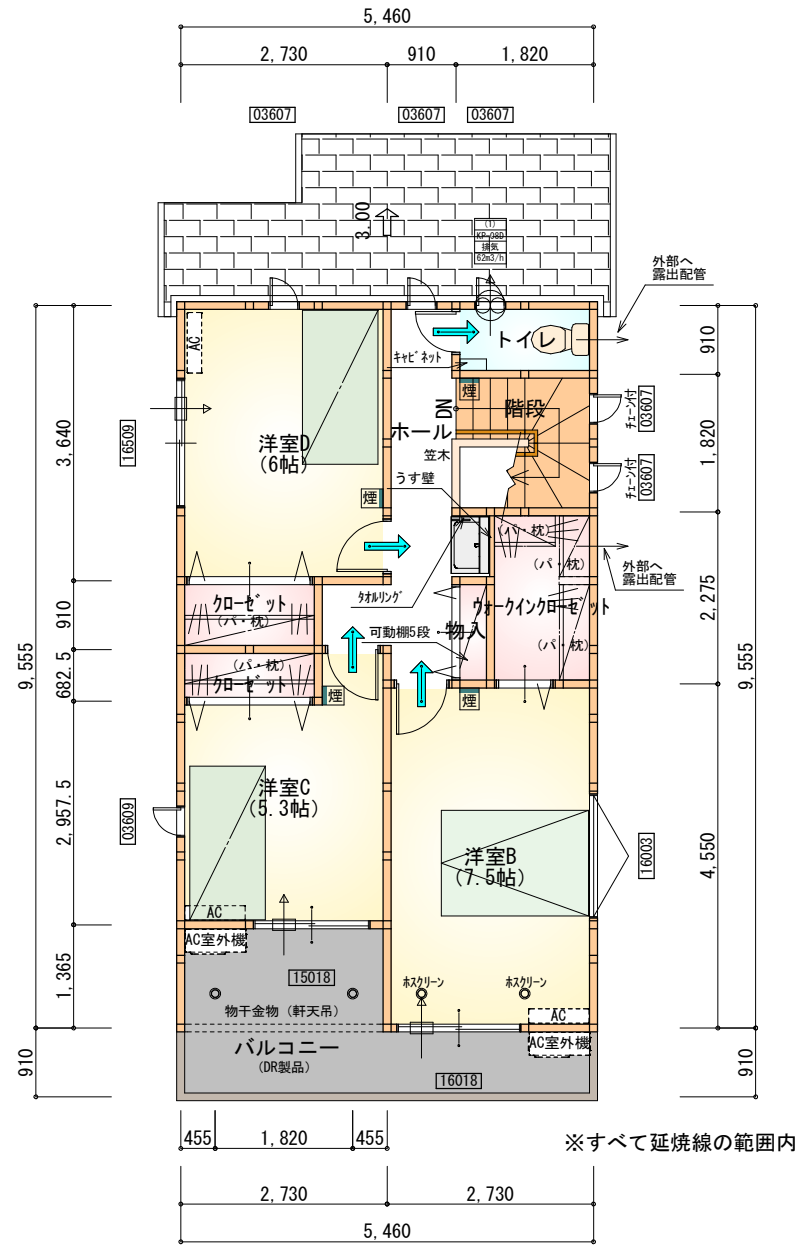 5,460
2,730
910
1,820
03607
03607
03607
3.00
(1)
KP-08D
排気
62m3/h
外部へ
露出配管
AC
キャビネット
トイレ
910
煙
DN
階段
チェーン付
03607
16509
3,640
洋室D
(6帖)
ホール
笠木
1,820
チェーン付
03607
うす壁
煙
(パ・枕)
(パ・枕)
外部へ
露出配管
タオルリング
クローゼット
(パ・枕)
910
可動棚5段
物入
ウォークインクローゼット
(パ・枕)
2,275
9,555
9,555
682.5
(パ・枕)
クローゼット
煙
煙
洋室C
(5.3帖)
2,957.5
03609
洋室B
(7.5帖)
16003
4,550
AC
AC室外機
15018
1,365
ホスクリーン
ホスクリーン
物干金物（軒天吊）
AC
AC室外機
バルコニー
(DR製品)
16018
910
910
455
1,820
455
※すべて延焼線の範囲内
2,730
2,730
5,460